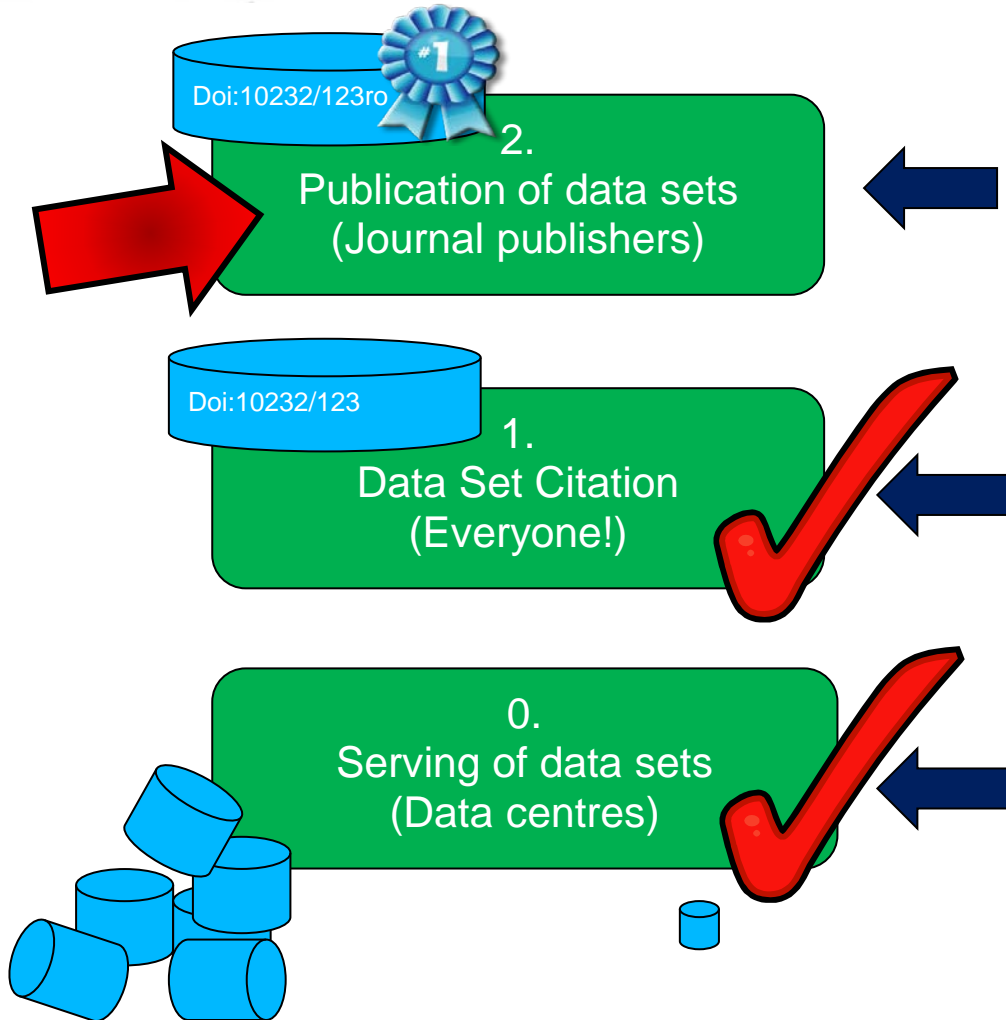 #1
Doi:10232/123ro
2.
Publication of data sets
(Journal publishers)
Doi:10232/123
1.
Data Set Citation
(Everyone!)
0.
Serving of data sets
(Data centres)